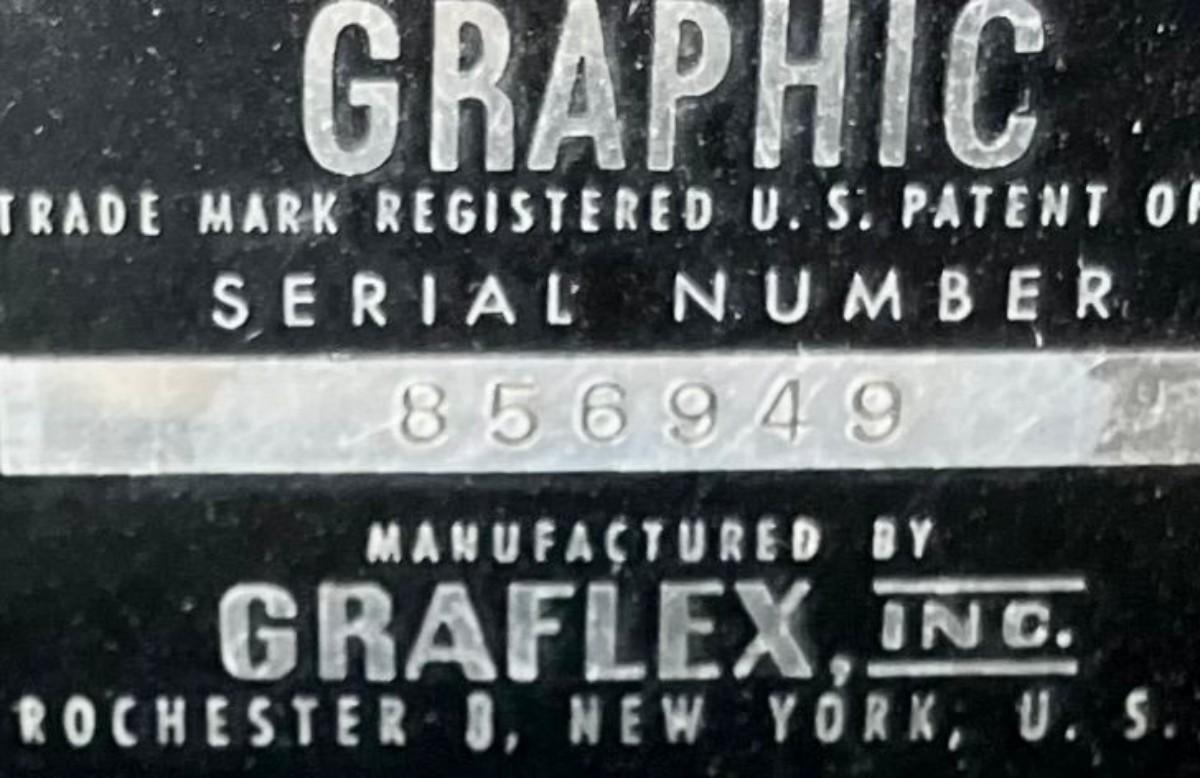 GRAPHIC
TRADE MARK REGISTERED U.S. PATENT
SERIAL NUMBER
856949
MANUFACTURED BY
GRAFLEX, INC.
ROCHESTER 8, NEW YORK, U. S.